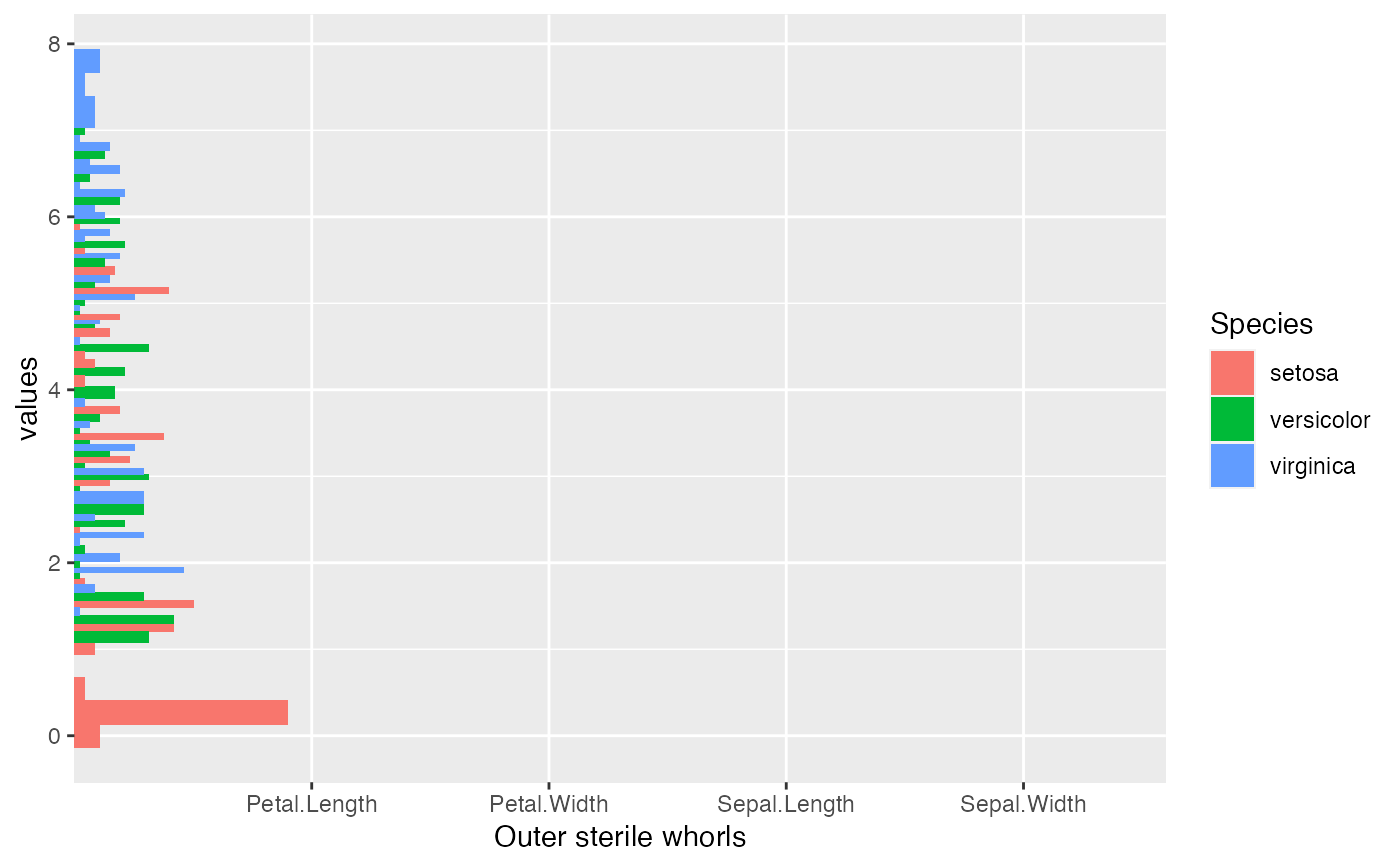 8
6
4
2
0
values
Petal.Length
Petal.Width
Sepal.Length
Sepal.Width
Outer sterile whorls
Species
setosa
versicolor
virginica